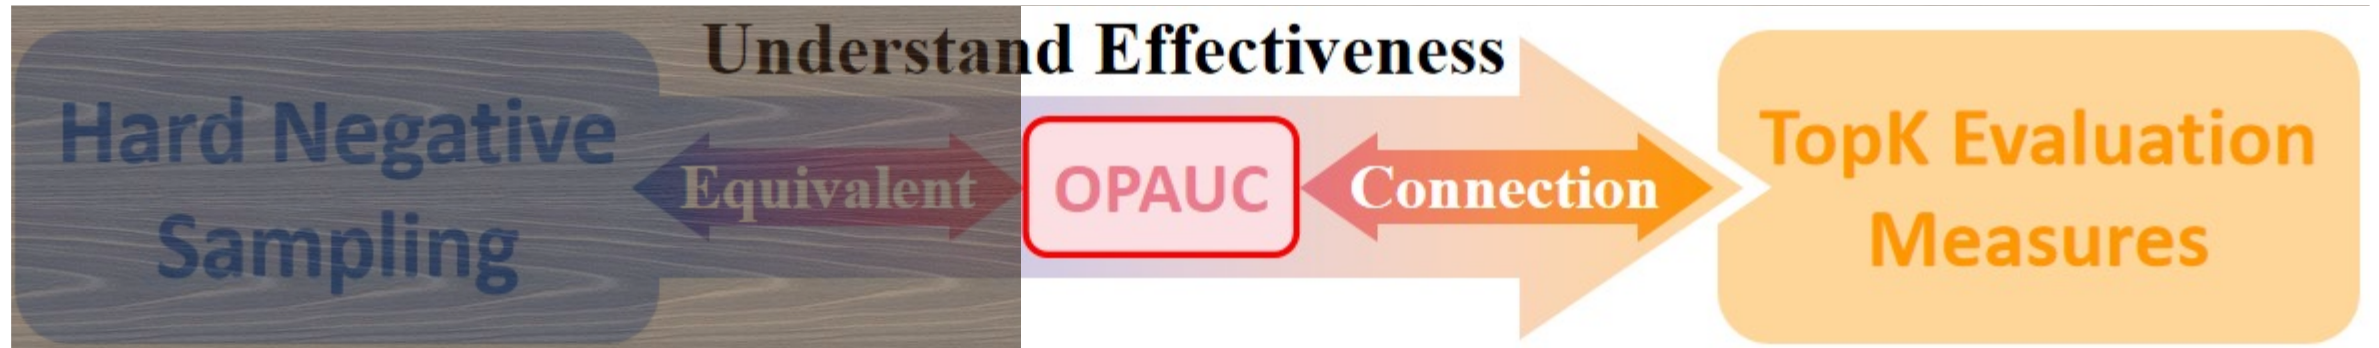 Understand Effectiveness
Hard Negative
Sampling
Equivalent
OPAUC
Connection
TopK Evaluation
Measures